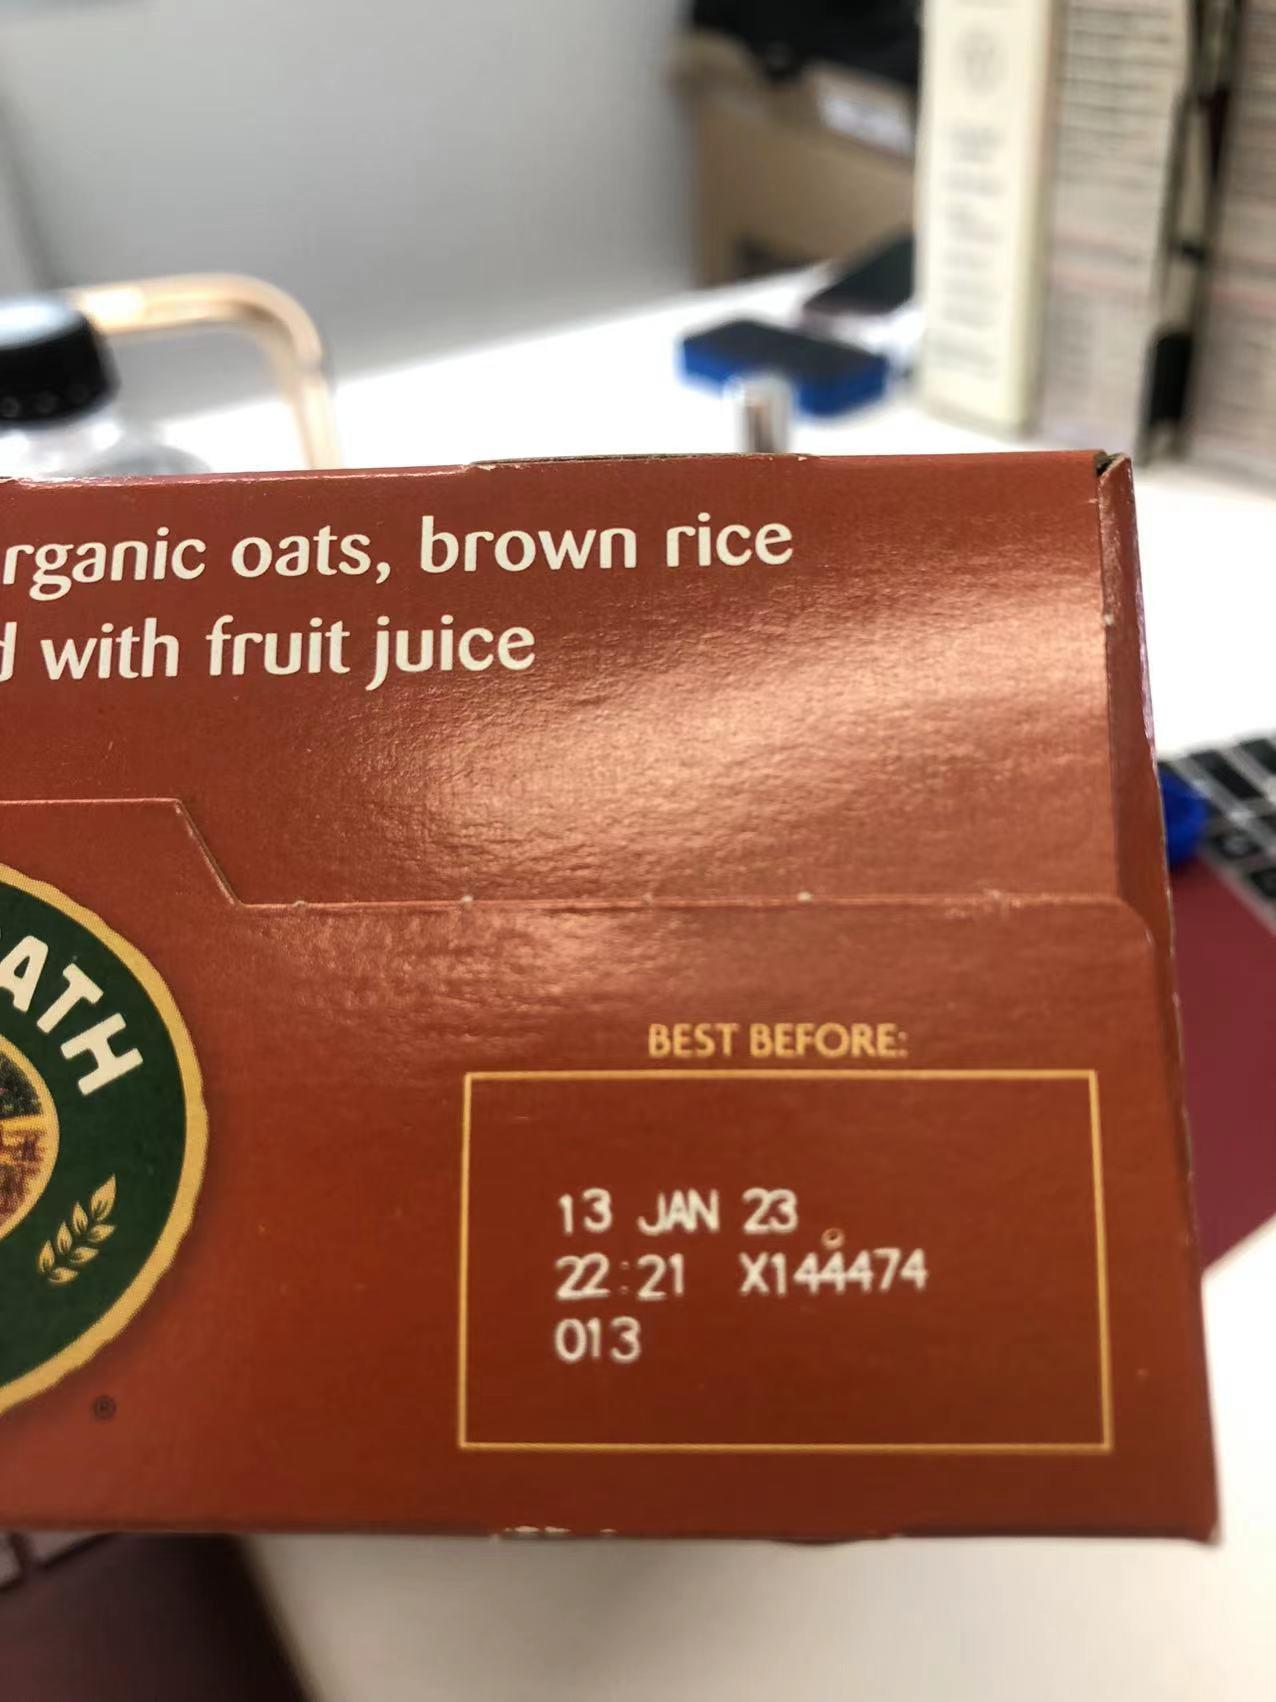 rganic oats, brown rice
d with fruit juice
ATH
®
BEST BEFORE:
13 JAN 23
22:21 X144474
013